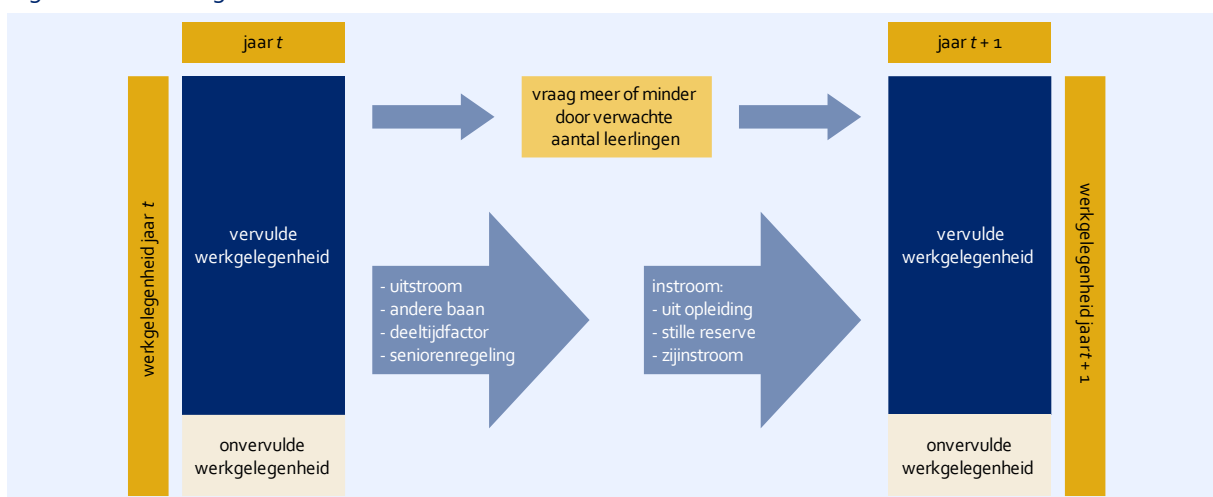 jaar t
jaar t + 1
werkgelegenheid jaar t
vraag meer of minder
door verwachte
aantal leerlingen
vervulde
werkgelegenheid
- uitstroom
- andere baan
- deeltijdfactor
- seniorenregeling
instroom:
- uit opleiding
- stille reserve
- zijinstroom
vervulde
werkgelegenheid
werkgelegenheid jaar t + 1
onvervulde
werkgelegenheid
onvervulde
werkgelegenheid